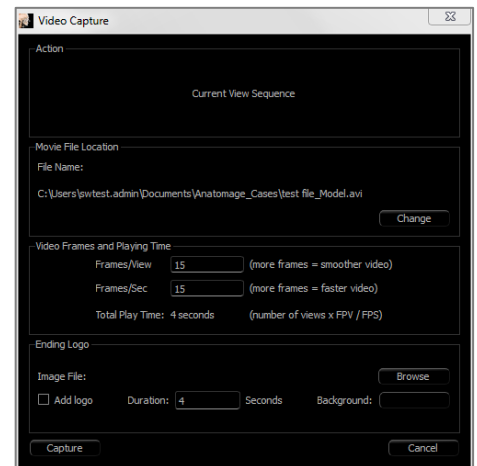 Video Capture
Action
Current View Sequence
Movie File Location
File Name:
C:\Users\swtest.admin\Documents\Anatomage_Cases\test file_Model.avi
Change
Video Frames and Playing Time
Frames/View 15 (more frames = smoother video)
Frames/Sec 15 (more frames = faster video)
Total Play Time: 4 seconds (number of views x FPV / FPS)
Ending Logo
Image File: Browse
Add logo Duration: 4 Seconds Background:
Capture Cancel